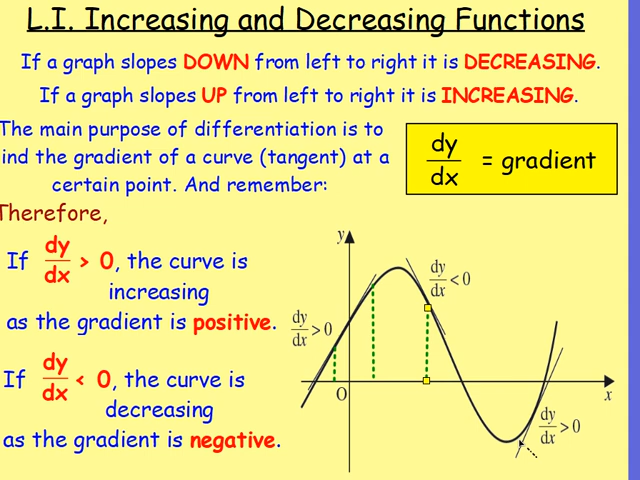 L.I. Increasing and Decreasing Functions
If a graph slopes DOWN from left to right it is DECREASING.
If a graph slopes UP from left to right it is INCREASING.
The main purpose of differentiation is to
ind the gradient of a curve (tangent) at a
certain point. And remember:
dy/dx = gradient
Therefore,
If dy/dx > 0, the curve is
increasing
as the gradient is positive.
If dy/dx < 0, the curve is
decreasing
as the gradient is negative.
y
dy/dx < 0
dy/dx > 0
O
x
dy/dx > 0